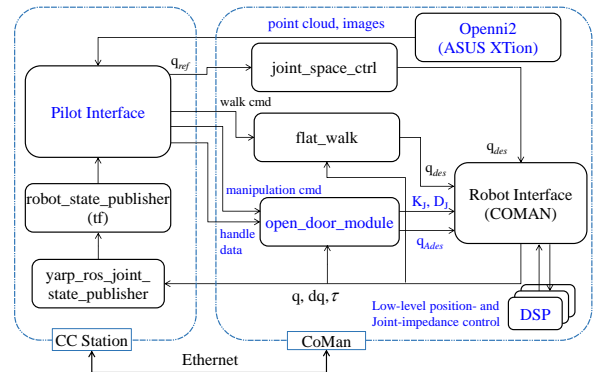 point cloud, images
Openni2
(ASUS XTion)
q_ref
joint_space_ctrl
Pilot Interface
walk cmd
flat_walk
q_des
q_des
robot_state_publisher
(tf)
manipulation cmd
handle
data
open_door_module
K_J, D_J
q_Ades
Robot Interface
(COMAN)
yarp_ros_joint_
state_publisher
q, dq, τ
Low-level position- and
Joint-impedance control
DSP
CC Station
CoMan
Ethernet